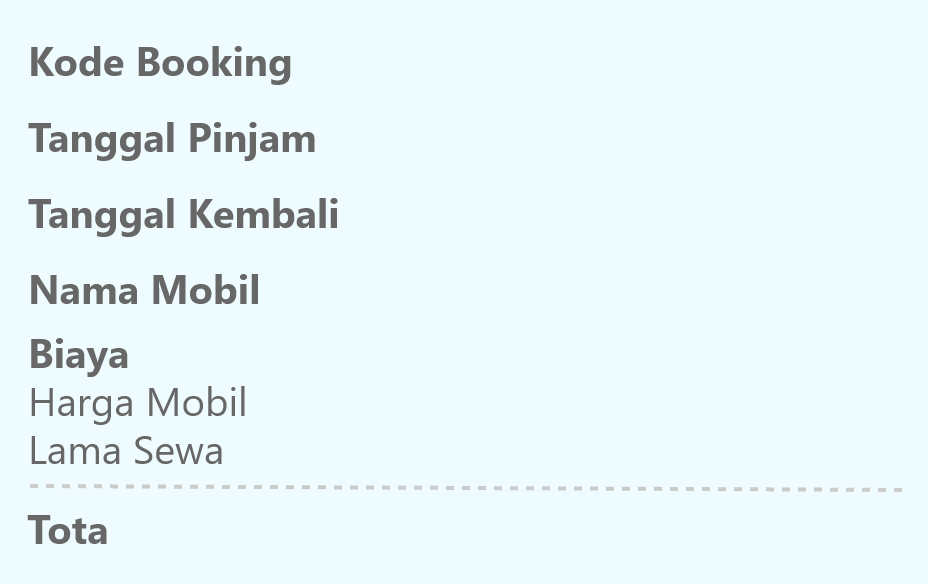 Kode Booking
Tanggal Pinjam
Tanggal Kembali
Nama Mobil
Biaya
Harga Mobil
Lama Sewa
Tota